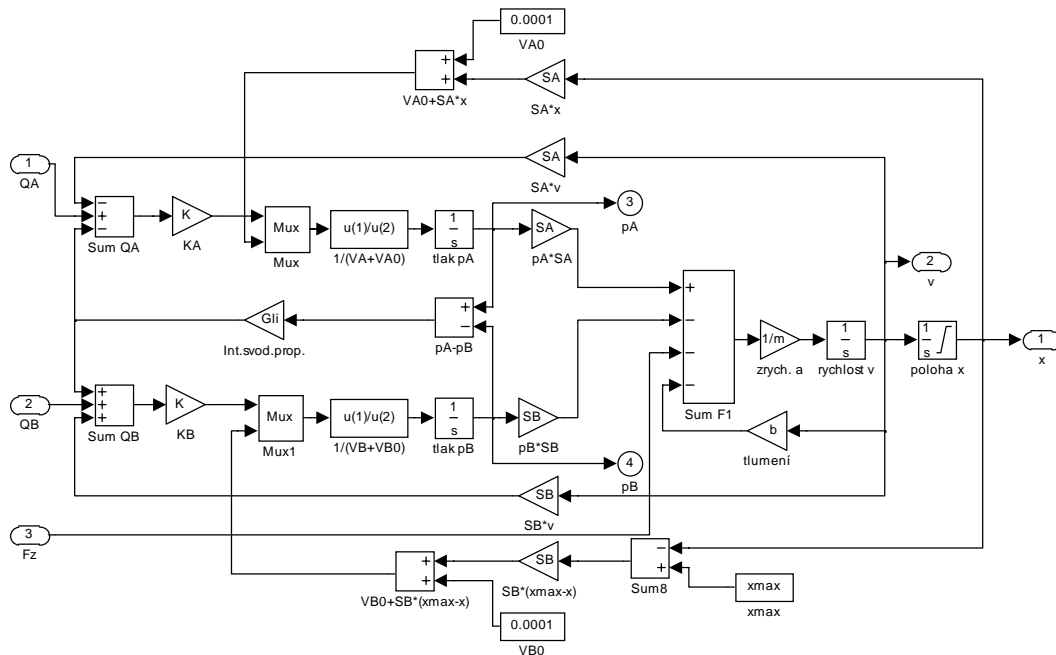 0.0001
VA0
+
+
VA0+SA*x
SA
SA*x
1
QA
SA
SA*v
−
+
−
Sum QA
K
KA
Mux
Mux
u(1)/u(2)
1/(VA+VA0)
1
s
tlak pA
SA
pA*SA
3
pA
2
v
Gli
Int.svod.prop.
+
−
pA-pB
+
−
−
−
Sum F1
1/m
zrych. a
1
s
rychlost v
1
s
poloha x
1
x
2
QB
+
+
+
Sum QB
K
KB
Mux
Mux1
u(1)/u(2)
1/(VB+VB0)
1
s
tlak pB
SB
pB*SB
b
tlumení
4
pB
SB
SB*v
3
Fz
+
+
VB0+SB*(xmax-x)
SB
SB*(xmax-x)
−
+
Sum8
xmax
xmax
0.0001
VB0